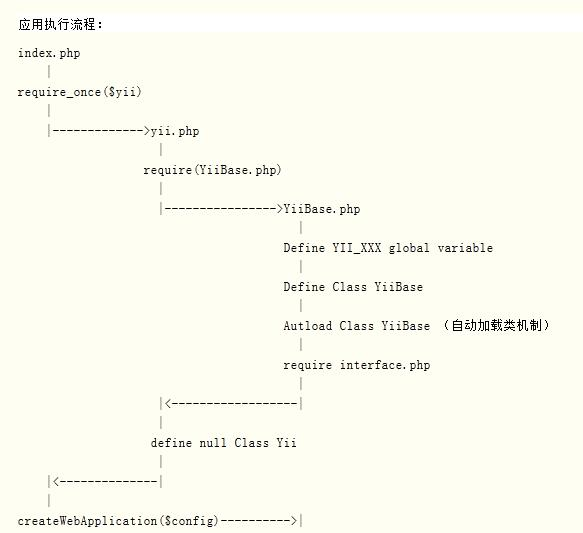 应用执行流程：
index.php
|
require_once($yii)
|
|------------->yii.php
|
require(YiiBase.php)
|
|---------------->YiiBase.php
|
Define YII_XXX global variable
|
Define Class YiiBase
|
Autload Class YiiBase （自动加载类机制）
|
require interface.php
|
|<------------------|
|
define null Class Yii
|
|<--------------|
|
createWebApplication($config)---------->|